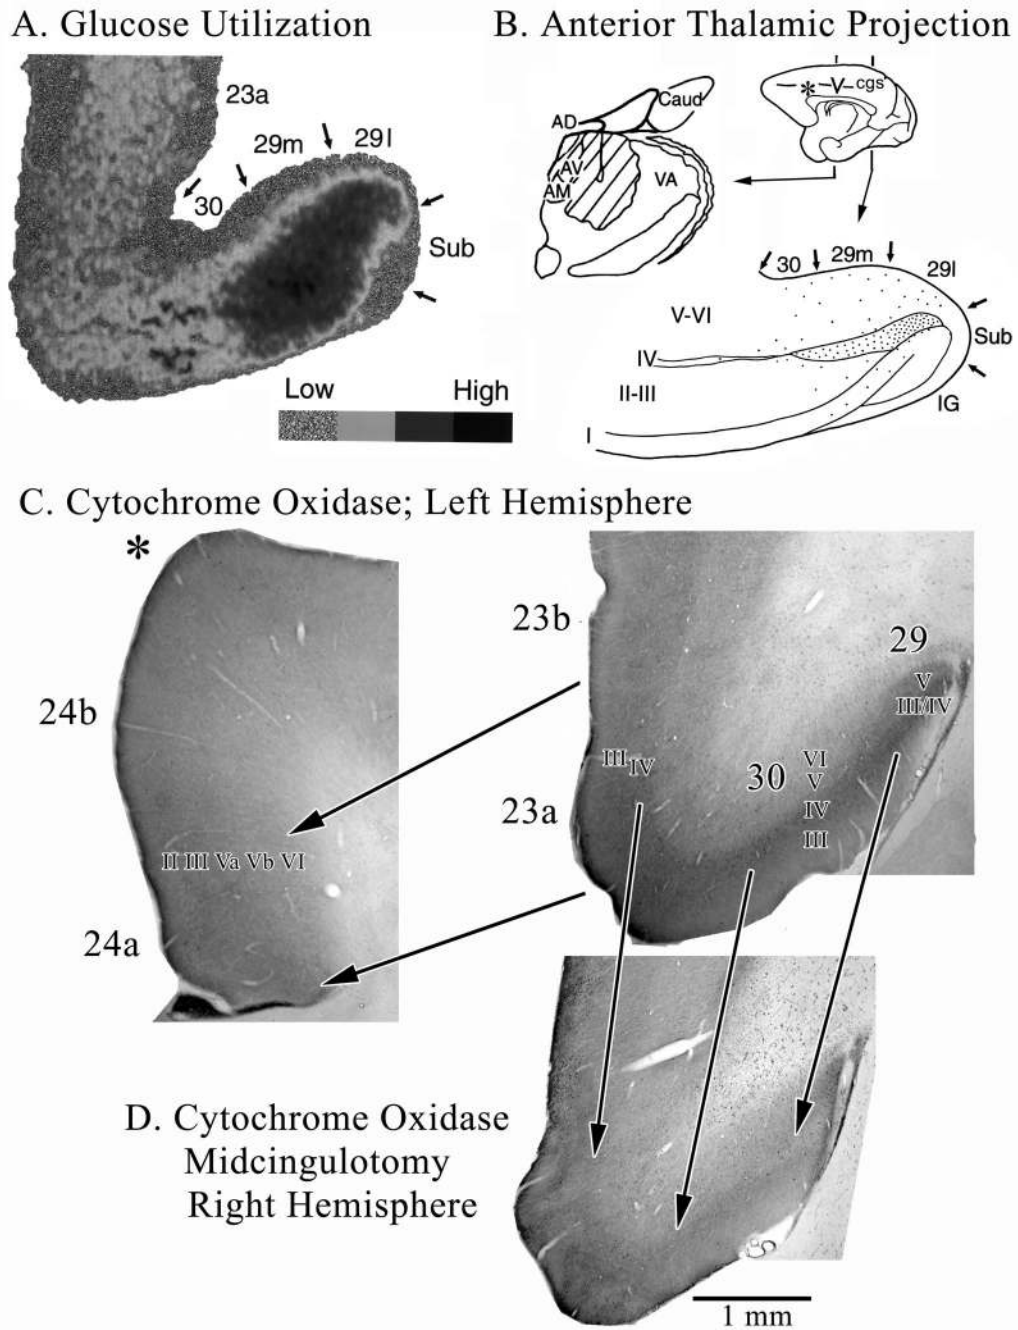 A. Glucose Utilization
23a
29m
29l
30
Sub
Low
High
B. Anterior Thalamic Projection
Caud
AD
AV
AM
VA
* V cgs
30
29m
29l
V-VI
Sub
IV
II-III
IG
I
C. Cytochrome Oxidase; Left Hemisphere
*
24b
II III Va Vb VI
24a
23b
29
V
III/IV
III IV
30
VI
V
IV
III
23a
D. Cytochrome Oxidase
Midcingulotomy
Right Hemisphere
1 mm